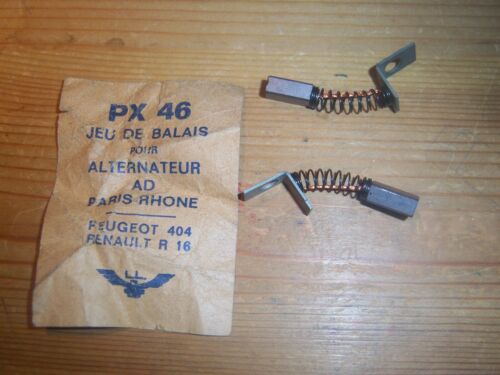 PX 46
JEU DE BALAIS
POUR
ALTERNATEUR
AD
PARIS-RHONE
PEUGEOT 404
RENAULT R 16